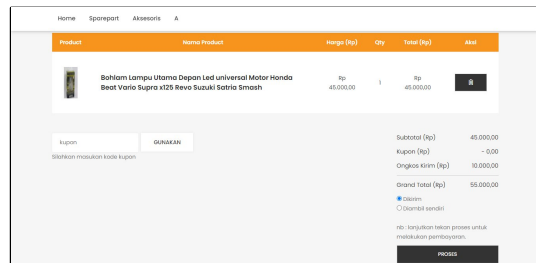 Home Sparepart Aksesoris A
Product Nama Product Harga (Rp) Qty Total (Rp) Aksi
Bohlam Lampu Utama Depan Led universal Motor Honda
Beat Vario Supra x125 Revo Suzuki Satria Smash
Rp
45.000,00
1
Rp
45.000,00
kupon GUNAKAN
Silahkan masukan kode kupon
Subtotal (Rp) 45.000,00
Kupon (Rp) - 0,00
Ongkos Kirim (Rp) 10.000,00
Grand Total (Rp) 55.000,00
Dikirim
Diambil sendiri
nb : lanjutkan tekan proses untuk
melakukan pembayaran.
PROSES